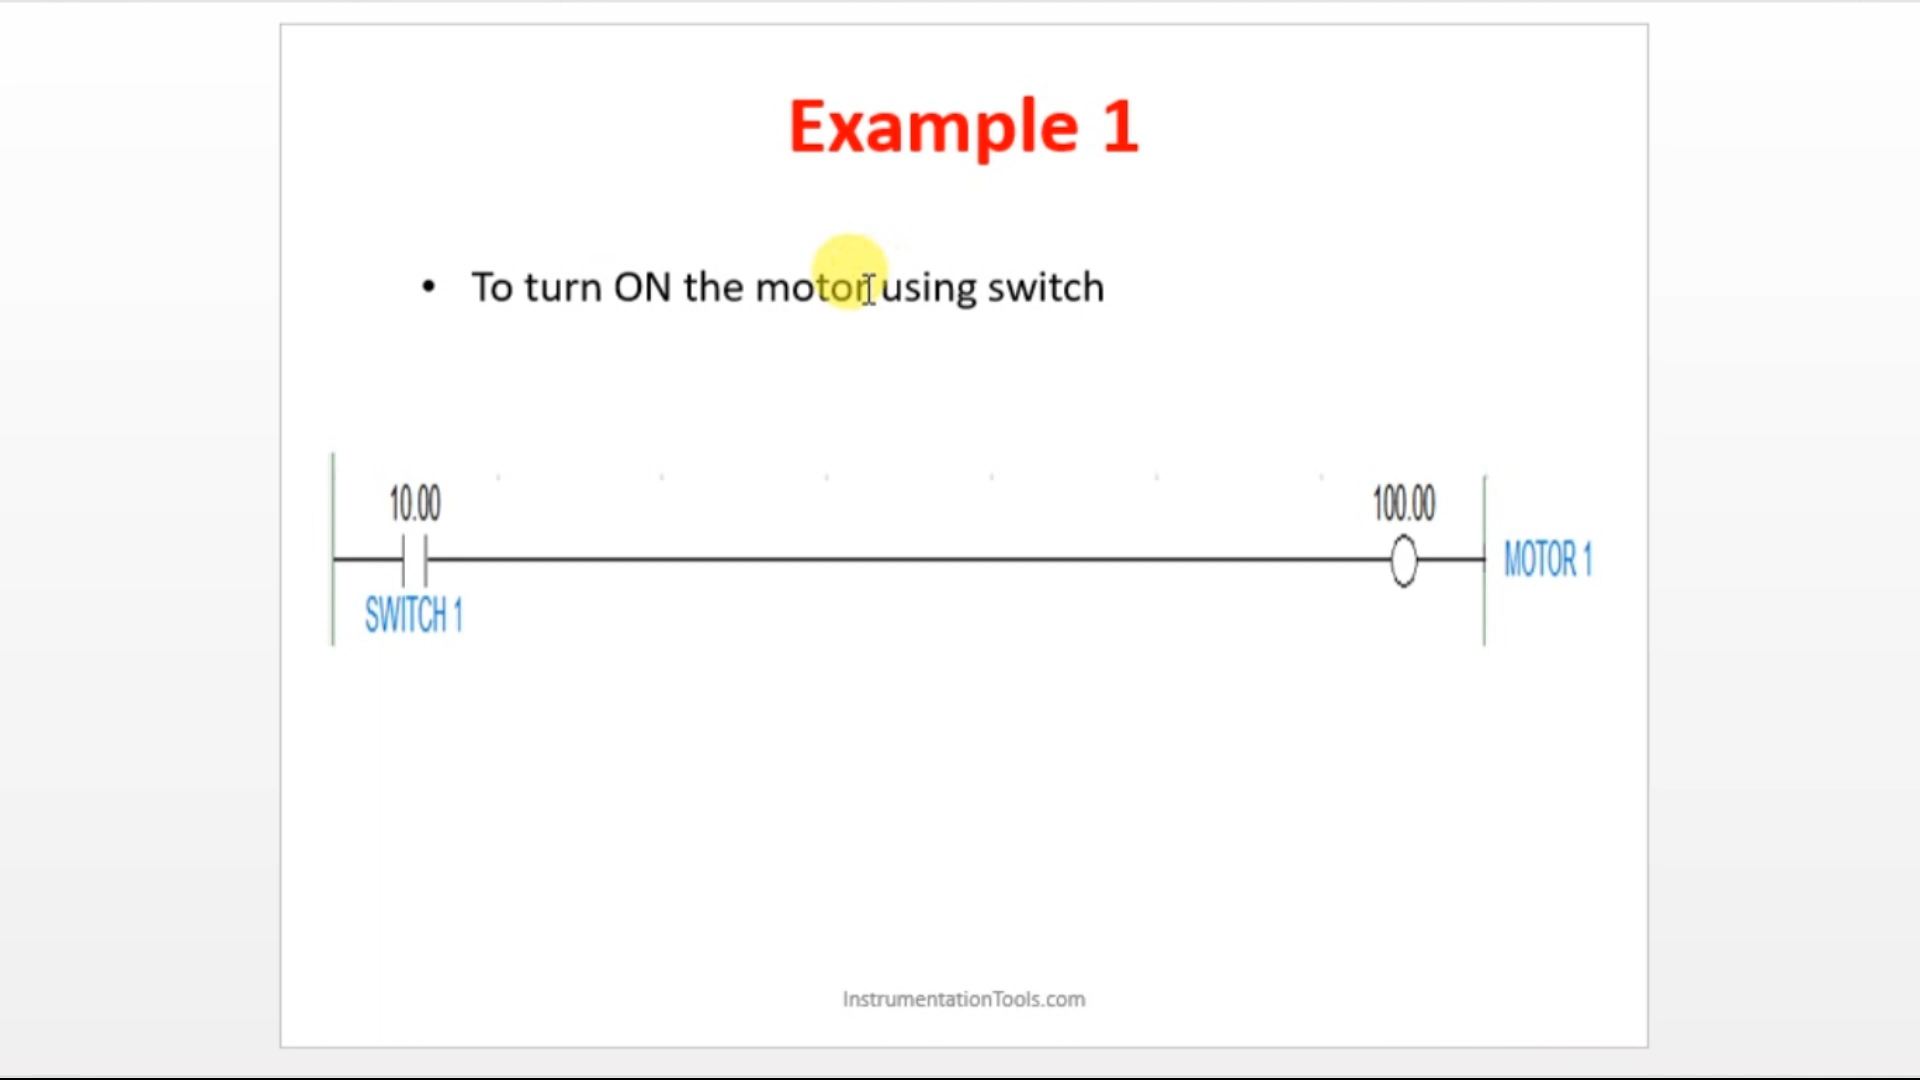 Example 1
• To turn ON the motor using switch
10.00
100.00
MOTOR 1
SWITCH 1
InstrumentationTools.com